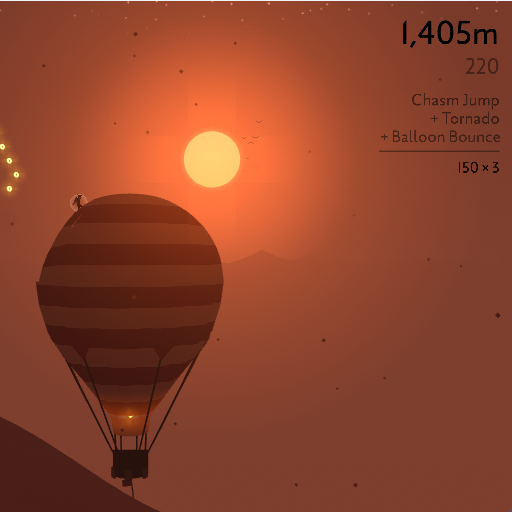 1,405m
220
Chasm Jump
+ Tornado
+ Balloon Bounce
150 × 3